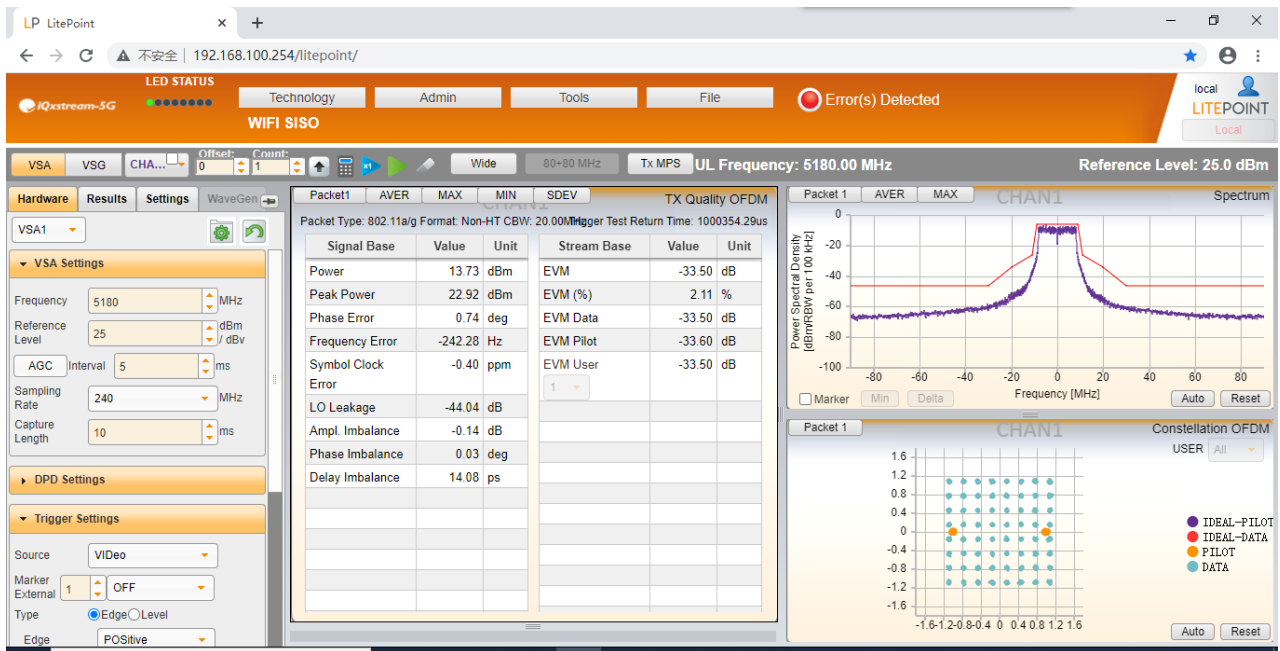 LP LitePoint × +
不安全 | 192.168.100.254/litepoint/
LED STATUS
iQxstream-5G
Technology Admin Tools File
Error(s) Detected
local
LITEPOINT
Local
WIFI SISO
VSA VSG CHA... Offset: 0 Count: 1 x1 Wide 80+80 MHz Tx MPS UL Frequency: 5180.00 MHz Reference Level: 25.0 dBm
Hardware Results Settings WaveGen
VSA1
VSA Settings
Frequency 5180 MHz
Reference Level 25 dBm / dBv
AGC Interval 5 ms
Sampling Rate 240 MHz
Capture Length 10 ms
DPD Settings
Trigger Settings
Source VIDeo
Marker External 1 OFF
Type Edge Level
Edge POSitive
Packet1 AVER MAX MIN SDEV CHAN1 TX Quality OFDM
Packet Type: 802.11a/g Format: Non-HT CBW: 20.00MHz Trigger Test Return Time: 1000354.29us
Signal Base Value Unit Stream Base Value Unit
Power 13.73 dBm EVM -33.50 dB
Peak Power 22.92 dBm EVM (%) 2.11 %
Phase Error 0.74 deg EVM Data -33.50 dB
Frequency Error -242.28 Hz EVM Pilot -33.60 dB
Symbol Clock Error -0.40 ppm EVM User 1 -33.50 dB
LO Leakage -44.04 dB
Ampl. Imbalance -0.14 dB
Phase Imbalance 0.03 deg
Delay Imbalance 14.08 ps
Packet 1 AVER MAX CHAN1 Spectrum
Power Spectral Density
[dBm/RBW per 100 kHz]
0
-20
-40
-60
-80
-100
-80 -60 -40 -20 0 20 40 60 80
Frequency [MHz]
Marker Min Delta Auto Reset
Packet 1 CHAN1 Constellation OFDM
USER All
1.6
1.2
0.8
0.4
0
-0.4
-0.8
-1.2
-1.6
-1.6 -1.2 -0.8 -0.4 0 0.4 0.8 1.2 1.6
IDEAL-PILOT
IDEAL-DATA
PILOT
DATA
Auto Reset